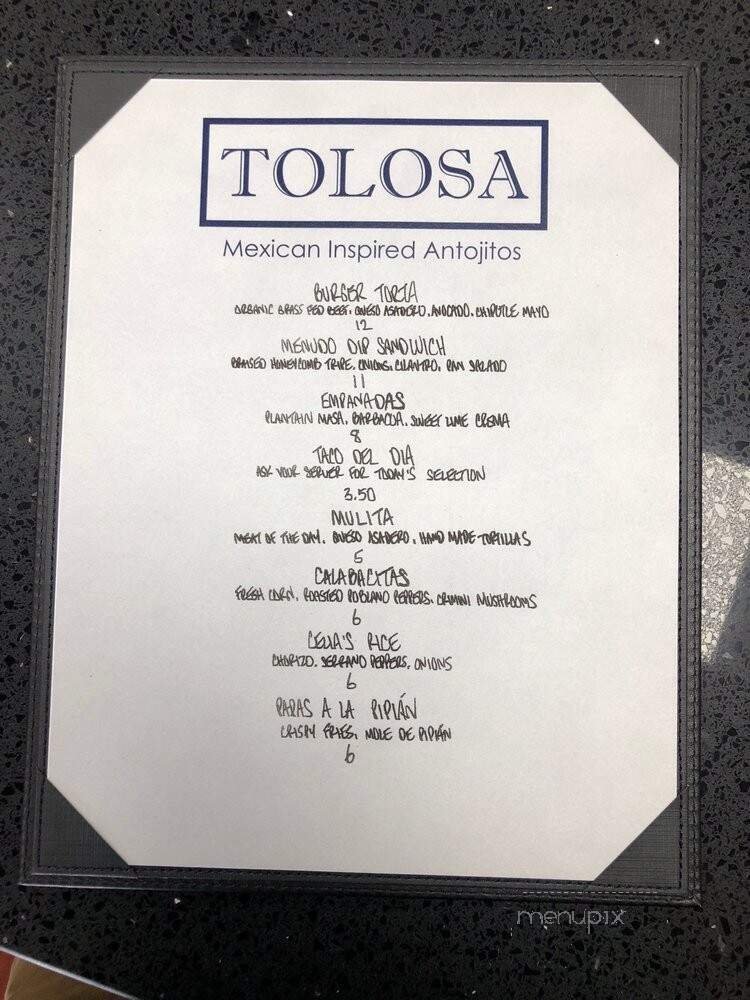 TOLOSA
Mexican Inspired Antojitos
BURGER TORTA
ORGANIC GRASS FED BEEF, QUESO ASADERO, AVOCADO, CHIPOTLE MAYO
12
MENUDO DIP SANDWICH
BRAISED HONEYCOMB TRIPE, ONIONS, CILANTRO, PAN SALADO
11
EMPANADAS
PLANTAIN MASA, BARBACOA, SWEET LIME CREMA
8
TACO DEL DIA
ASK YOUR SERVER FOR TODAY'S SELECTION
3.50
MULITA
MEAT OF THE DAY, QUESO ASADERO, HAND MADE TORTILLAS
5
CALABACITAS
FRESH CORN, ROASTED POBLANO PEPPERS, CRIMINI MUSHROOMS
6
CELIA'S RICE
CHORIZO, SERRANO PEPPERS, ONIONS
6
PAPAS A LA PIPIÁN
CRISPY FRIES, MOLE DE PIPIÁN
6
menupix